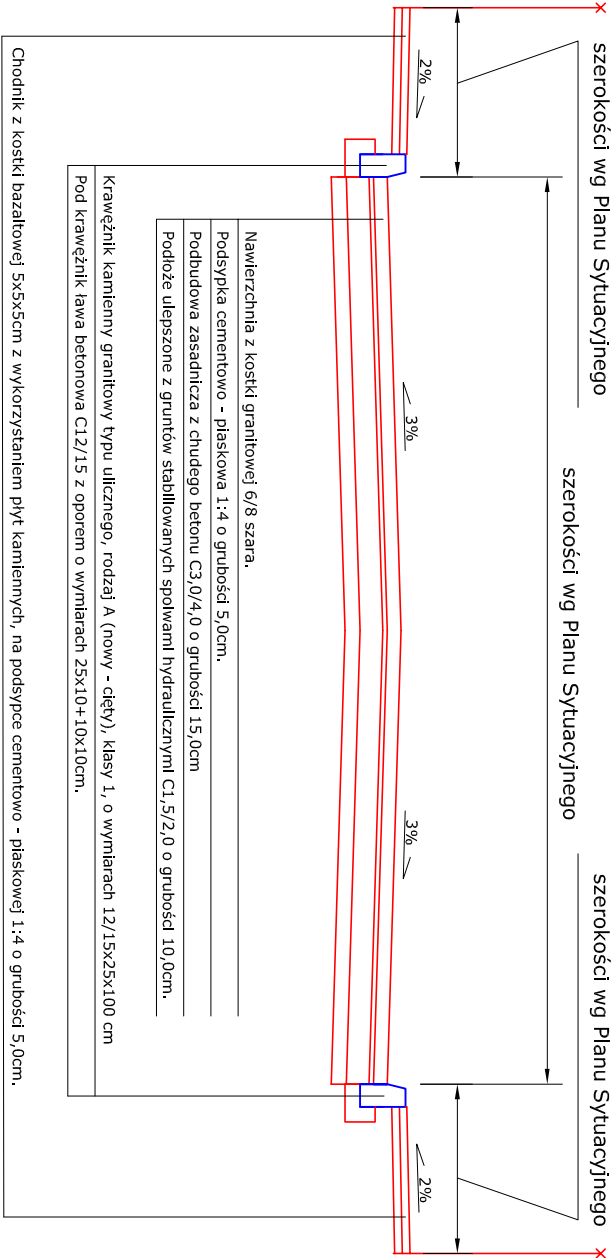 szerokości wg Planu Sytuacyjnego
szerokości wg Planu Sytuacyjnego
szerokości wg Planu Sytuacyjnego
2%
3%
3%
2%
Nawierzchnia z kostki granitowej 6/8 szara.
Podsypka cementowo - piaskowa 1:4 o grubości 5,0cm.
Podbudowa zasadnicza z chudego betonu C3,0/4,0 o grubości 15,0cm
Podłoże ulepszone z gruntów stabilliowanych spoiwami hydraulicznymi C1,5/2,0 o grubości 10,0cm.
Krawężnik kamienny granitowy typu ulicznego, rodzaj A (nowy - cięty), klasy 1, o wymiarach 12/15x25x100 cm
Pod krawężnik ława betonowa C12/15 z oporem o wymiarach 25x10+10x10cm.
Chodnik z kostki bazaltowej 5x5x5cm z wykorzystaniem płyt kamiennych, na podsypce cementowo - piaskowej 1:4 o grubości 5,0cm.